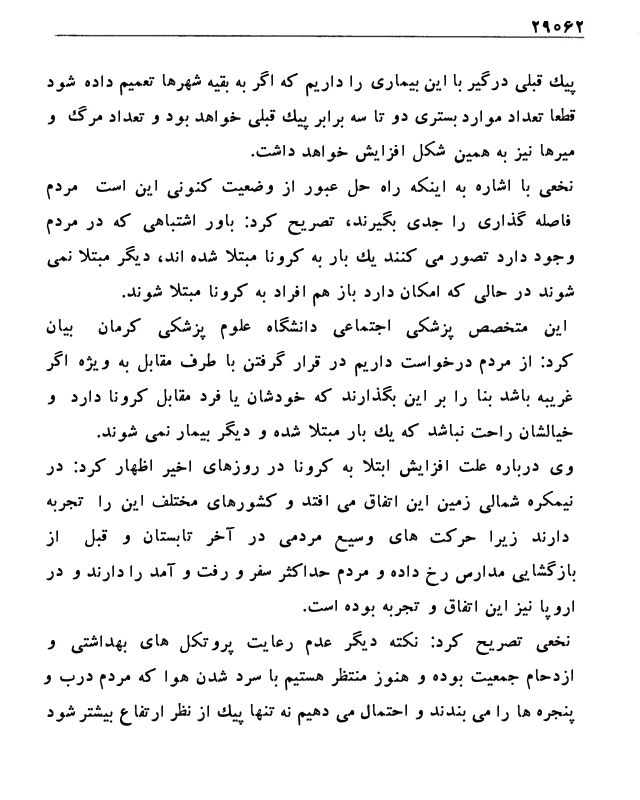 ۲۹۰۶۲
پیك قبلی درگیر با این بیماری را داریم که اگر به بقیه شهرها تعمیم داده شود
قطعا تعداد موارد بستری دو تا سه برابر پیك قبلی خواهد بود و تعداد مرگ و
میرها نیز به همین شکل افزایش خواهد داشت.
نخعی با اشاره به اینکه راه حل عبور از وضعیت کنونی این است مردم
فاصله گذاری را جدی بگیرند، تصریح کرد: باور اشتباهی که در مردم
وجود دارد تصور می کنند یك بار به کرونا مبتلا شده اند، دیگر مبتلا نمی
شوند در حالی که امکان دارد باز هم افراد به کرونا مبتلا شوند.
این متخصص پزشکی اجتماعی دانشگاه علوم پزشکی کرمان بیان
کرد: از مردم درخواست داریم در قرار گرفتن با طرف مقابل به ویژه اگر
غریبه باشد بنا را بر این بگذارند که خودشان یا فرد مقابل کرونا دارد و
خیالشان راحت نباشد که یك بار مبتلا شده و دیگر بیمار نمی شوند.
وی درباره علت افزایش ابتلا به کرونا در روزهای اخیر اظهار کرد: در
نیمکره شمالی زمین این اتفاق می افتد و کشورهای مختلف این را تجربه
دارند زیرا حرکت های وسیع مردمی در آخر تابستان و قبل از
بازگشایی مدارس رخ داده و مردم حداکثر سفر و رفت و آمد را دارند و در
اروپا نیز این اتفاق و تجربه بوده است.
نخعی تصریح کرد: نکته دیگر عدم رعایت پروتکل های بهداشتی و
ازدحام جمعیت بوده و هنوز منتظر هستیم با سرد شدن هوا که مردم درب و
پنجره ها را می بندند و احتمال می دهیم نه تنها پیك از نظر ارتفاع بیشتر شود